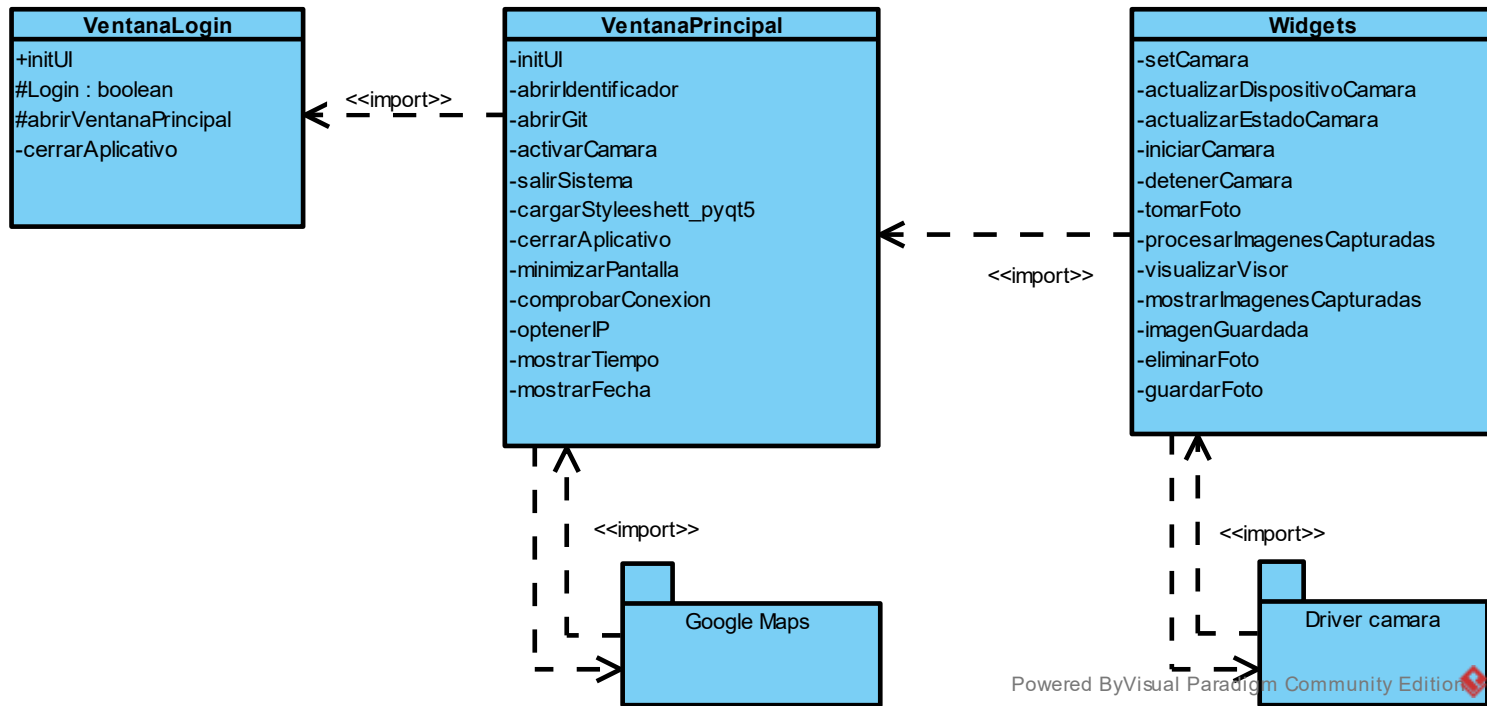 VentanaLogin
+initUI
#Login : boolean
#abrirVentanaPrincipal
-cerrarAplicativo
<<import>>
VentanaPrincipal
-initUI
-abrirIdentificador
-abrirGit
-activarCamara
-salirSistema
-cargarStyleeshett_pyqt5
-cerrarAplicativo
-minimizarPantalla
-comprobarConexion
-optenerIP
-mostrarTiempo
-mostrarFecha
<<import>>
Widgets
-setCamara
-actualizarDispositivoCamara
-actualizarEstadoCamara
-iniciarCamara
-detenerCamara
-tomarFoto
-procesarImagenesCapturadas
-visualizarVisor
-mostrarImagenesCapturadas
-imagenGuardada
-eliminarFoto
-guardarFoto
<<import>>
Google Maps
<<import>>
Driver camara
Powered ByVisual Paradigm Community Edition